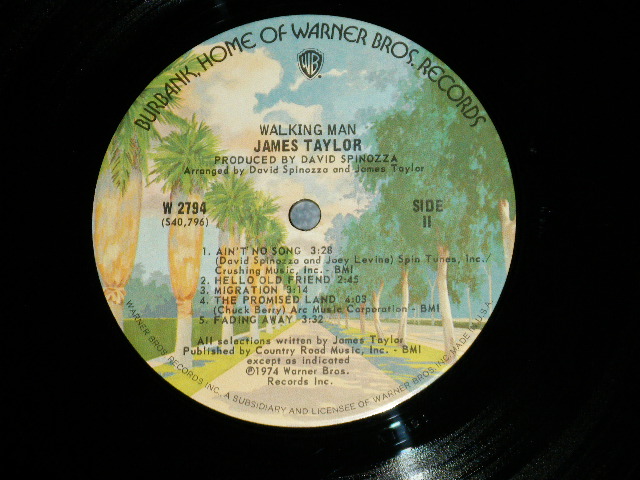 BURBANK, HOME OF WARNER BROS. RECORDS
WB
WALKING MAN
JAMES TAYLOR
PRODUCED BY DAVID SPINOZZA
Arranged by David Spinozza and James Taylor
W 2794
(S40,796)
SIDE
II
1. AIN'T NO SONG 3:28
(David Spinozza and Joey Levine) Spin Tunes, Inc./
Crushing Music, Inc. - BMI
2. HELLO OLD FRIEND 2:45
3. MIGRATION 3:14
4. THE PROMISED LAND 4:03
(Chuck Berry) Arc Music Corporation - BMI
5. FADING AWAY 3:32
All selections written by James Taylor
Published by Country Road Music, Inc. - BMI
except as indicated
℗1974 Warner Bros.
Records Inc.
WARNER BROS. RECORDS INC., A SUBSIDIARY AND LICENSEE OF WARNER BROS. INC. MADE IN U.S.A.